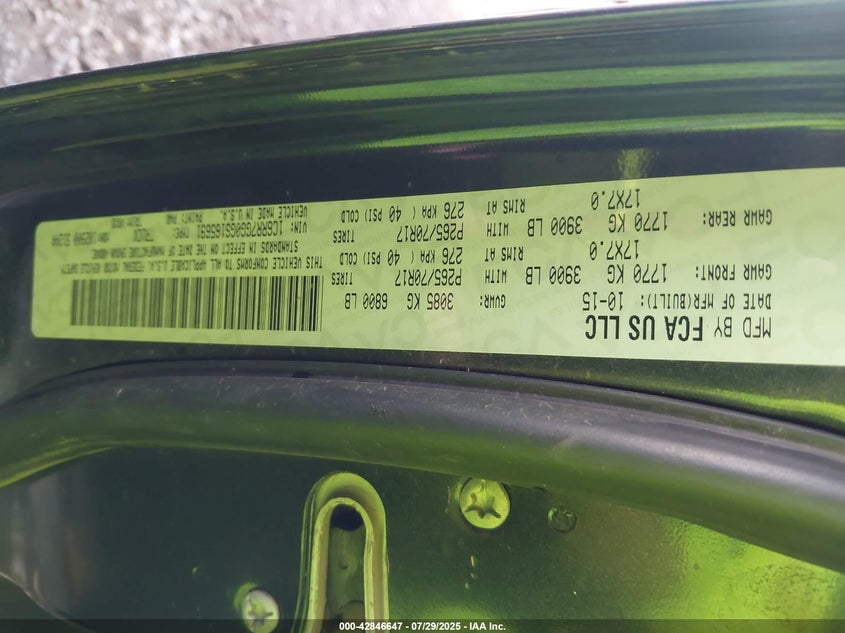 MFD BY FCA US LLC
DATE OF MFR(BUILT): 10-15
GVWR: 3085 KG 6800 LB
GAWR FRONT: WITH TIRES RIMS AT
1770 KG 3900 LB P265/70R17 17X7.0 276 KPA ( 40 PSI) COLD
GAWR REAR: WITH TIRES RIMS AT
1770 KG 3900 LB P265/70R17 17X7.0 276 KPA ( 40 PSI) COLD
THIS VEHICLE CONFORMS TO ALL APPLICABLE U.S.A. FEDERAL MOTOR VEHICLE SAFETY
STANDARDS IN EFFECT ON THE DATE OF MANUFACTURE SHOWN ABOVE.
TYPE: TRUCK
VEHICLE MADE IN U.S.A.
PAINT:
TRIM:
000-42846647 / 07/29/2025 - IAA Inc.